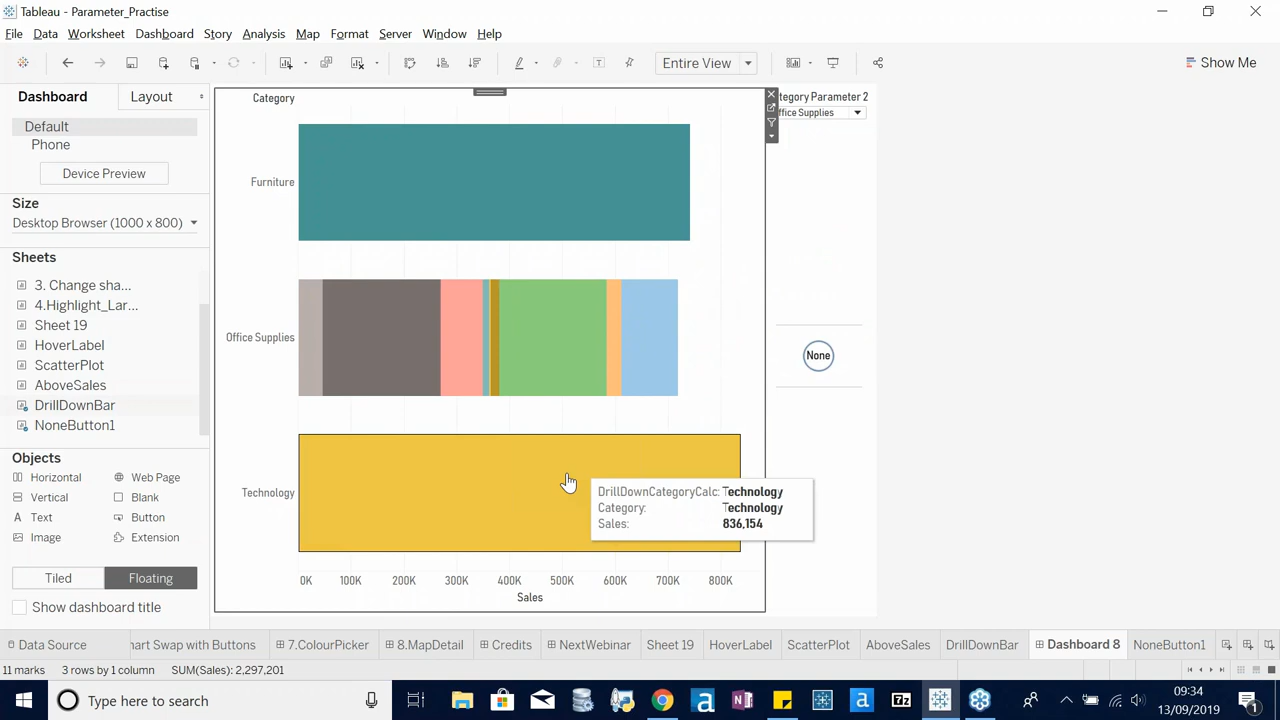 Tableau - Parameter_Practise
File Data Worksheet Dashboard Story Analysis Map Format Server Window Help
Entire View
Show Me
Dashboard Layout
Default
Phone
Device Preview
Size
Desktop Browser (1000 x 800)
Sheets
3. Change sha...
4.Highlight_Lar...
Sheet 19
HoverLabel
ScatterPlot
AboveSales
DrillDownBar
NoneButton1
Objects
Horizontal Web Page
Vertical Blank
Text Button
Image Extension
Tiled Floating
Show dashboard title
Category
Furniture
Office Supplies
Technology
0K 100K 200K 300K 400K 500K 600K 700K 800K
Sales
DrillDownCategoryCalc: Technology
Category: Technology
Sales: 836,154
tegory Parameter 2
ffice Supplies
None
Data Source art Swap with Buttons 7.ColourPicker 8.MapDetail Credits NextWebinar Sheet 19 HoverLabel ScatterPlot AboveSales DrillDownBar Dashboard 8 NoneButton1
11 marks 3 rows by 1 column SUM(Sales): 2,297,201
Type here to search
a
N
a
7z
09:34
13/09/2019
1